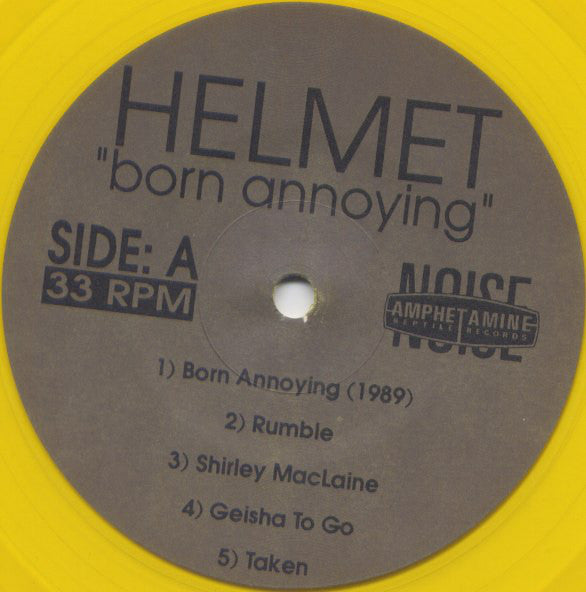 HELMET
"born annoying"
SIDE: A
33 RPM
NOISE
AMPHETAMINE
REPTILE RECORDS
NOISE
1) Born Annoying (1989)
2) Rumble
3) Shirley MacLaine
4) Geisha To Go
5) Taken